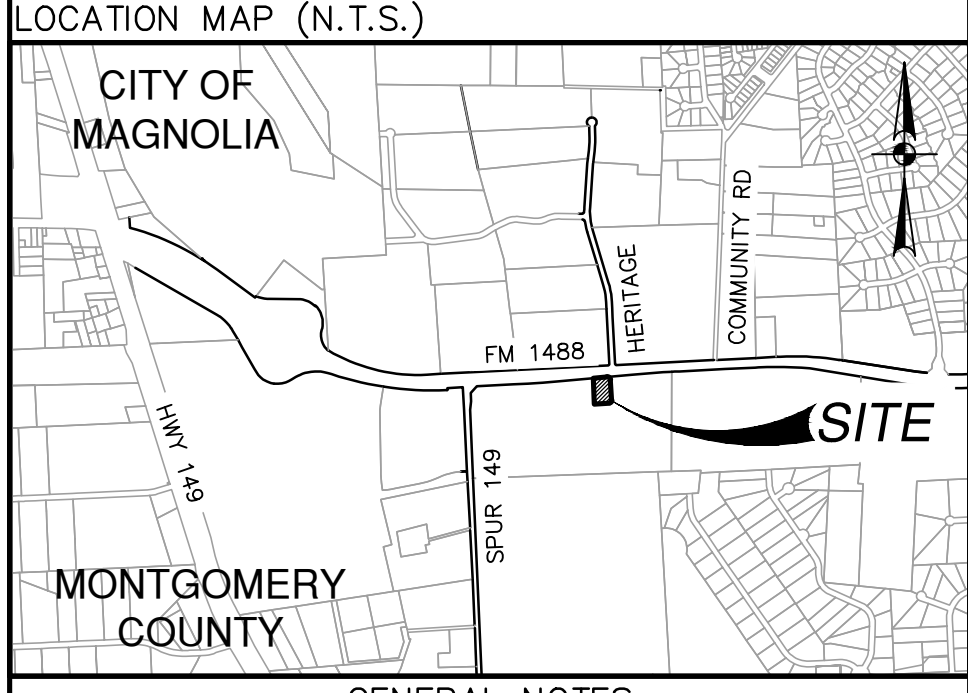 LOCATION MAP (N.T.S.)
CITY OF
MAGNOLIA
COMMUNITY RD
HERITAGE
FM 1488
SITE
HWY 149
SPUR 149
MONTGOMERY
COUNTY
GENERAL NOTES